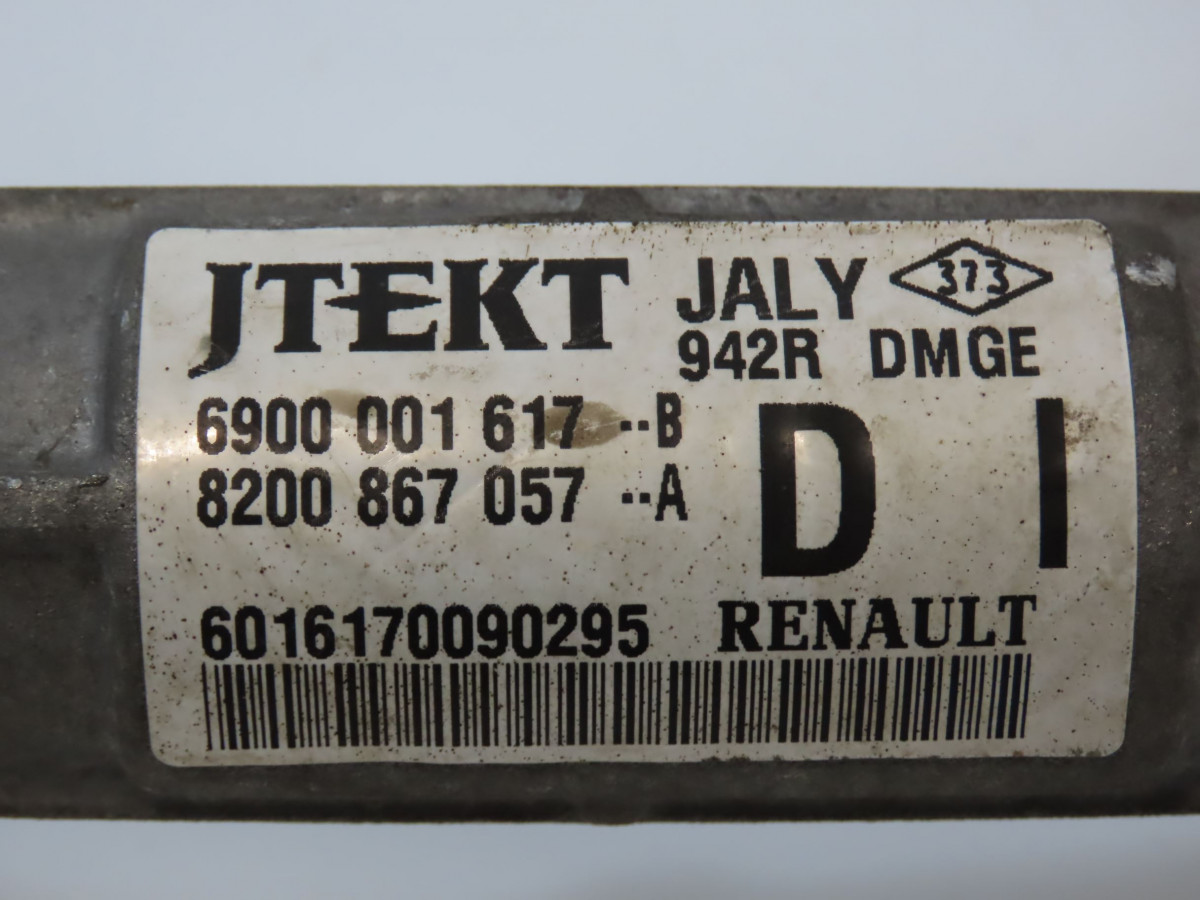 JTEKT JALY 373
942R DMGE
6900 001 617 --B
8200 867 057 --A
D I
6016170090295 RENAULT